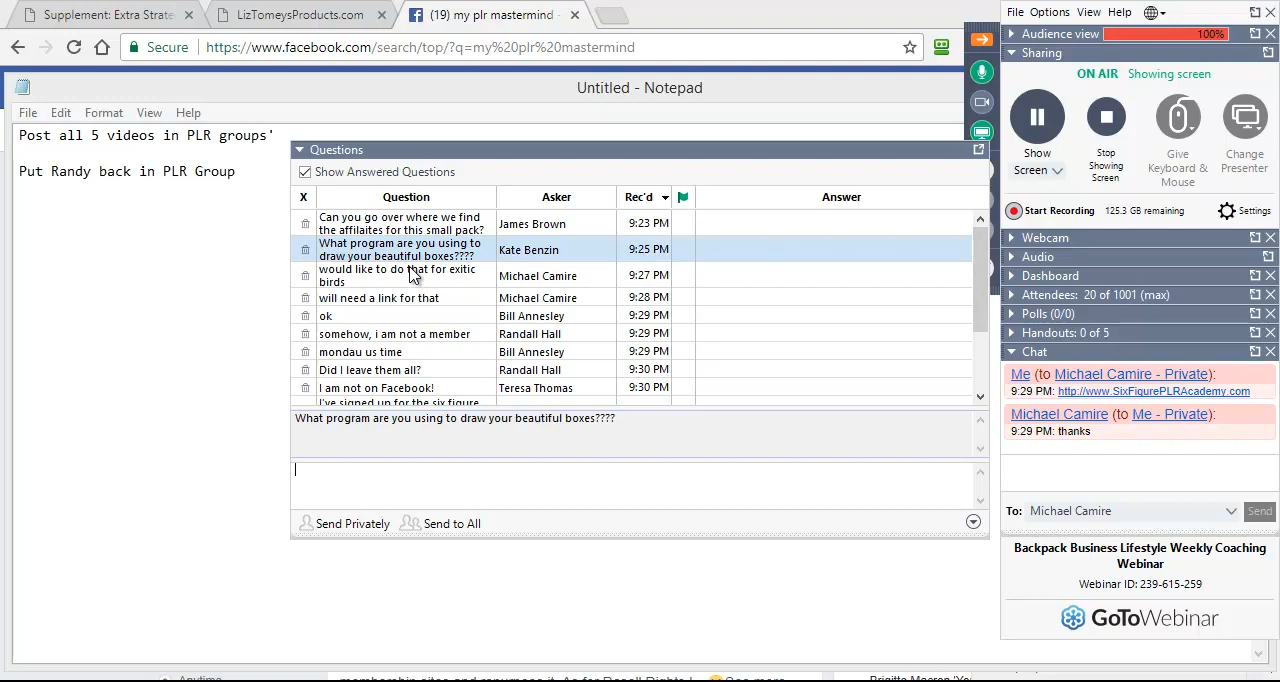 Supplement: Extra Strate
LizTomeysProducts.com
(19) my plr mastermind -
Secure
https://www.facebook.com/search/top/?q=my%20plr%20mastermind
Untitled - Notepad
File Edit Format View Help
Post all 5 videos in PLR groups'
Put Randy back in PLR Group
Questions
Show Answered Questions
X Question Asker Rec'd Answer
Can you go over where we find
the affilaites for this small pack? James Brown 9:23 PM
What program are you using to
draw your beautiful boxes???? Kate Benzin 9:25 PM
would like to do that for exitic
birds Michael Camire 9:27 PM
will need a link for that Michael Camire 9:28 PM
ok Bill Annesley 9:29 PM
somehow, i am not a member Randall Hall 9:29 PM
mondau us time Bill Annesley 9:29 PM
Did I leave them all? Randall Hall 9:30 PM
I am not on Facebook! Teresa Thomas 9:30 PM
I've signed up for the six figure
What program are you using to draw your beautiful boxes????
Send Privately Send to All
File Options View Help
Audience view 100%
Sharing
ON AIR Showing screen
Show
Screen
Stop
Showing
Screen
Give
Keyboard &
Mouse
Change
Presenter
Start Recording 125.3 GB remaining Settings
Webcam
Audio
Dashboard
Attendees: 20 of 1001 (max)
Polls (0/0)
Handouts: 0 of 5
Chat
Me (to Michael Camire - Private):
9:29 PM: http://www.SixFigurePLRAcademy.com
Michael Camire (to Me - Private):
9:29 PM: thanks
To: Michael Camire Send
Backpack Business Lifestyle Weekly Coaching
Webinar
Webinar ID: 239-615-259
GoToWebinar